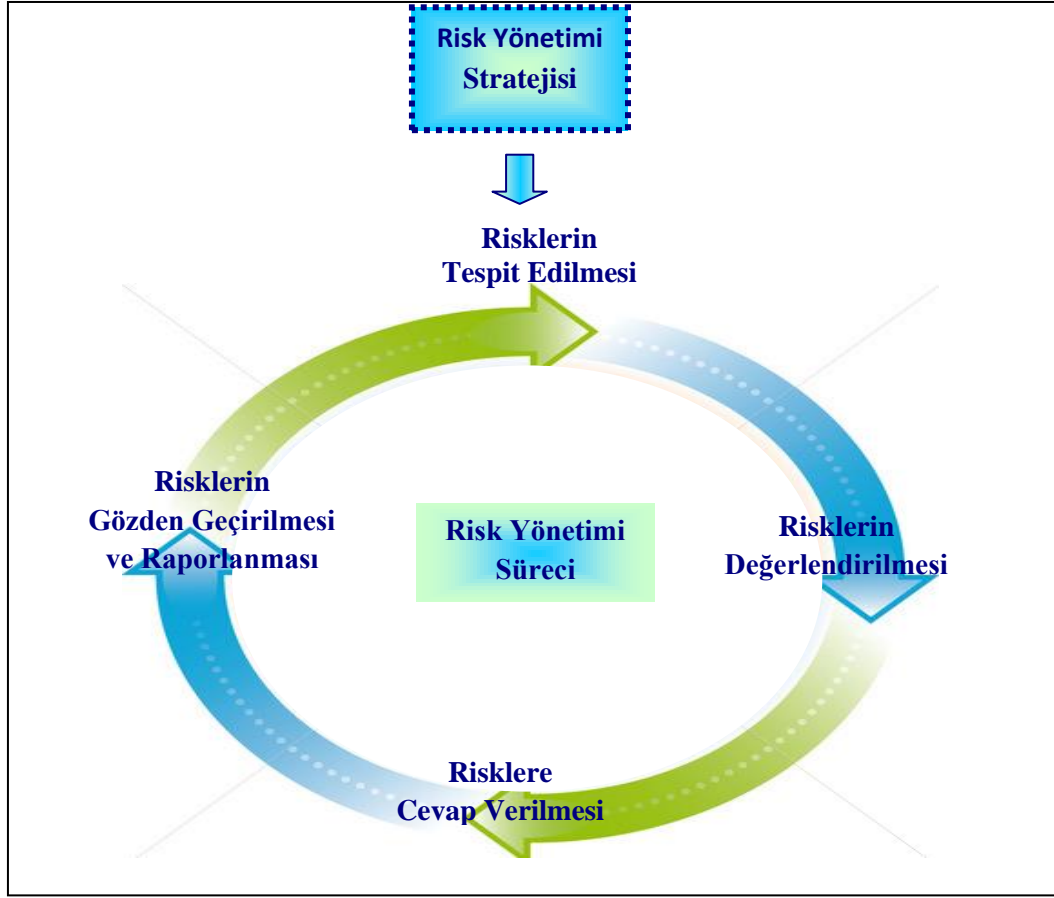 Risk Yönetimi
Stratejisi
Risklerin
Tespit Edilmesi
Risklerin
Gözden Geçirilmesi
ve Raporlanması
Risk Yönetimi
Süreci
Risklerin
Değerlendirilmesi
Risklere
Cevap Verilmesi